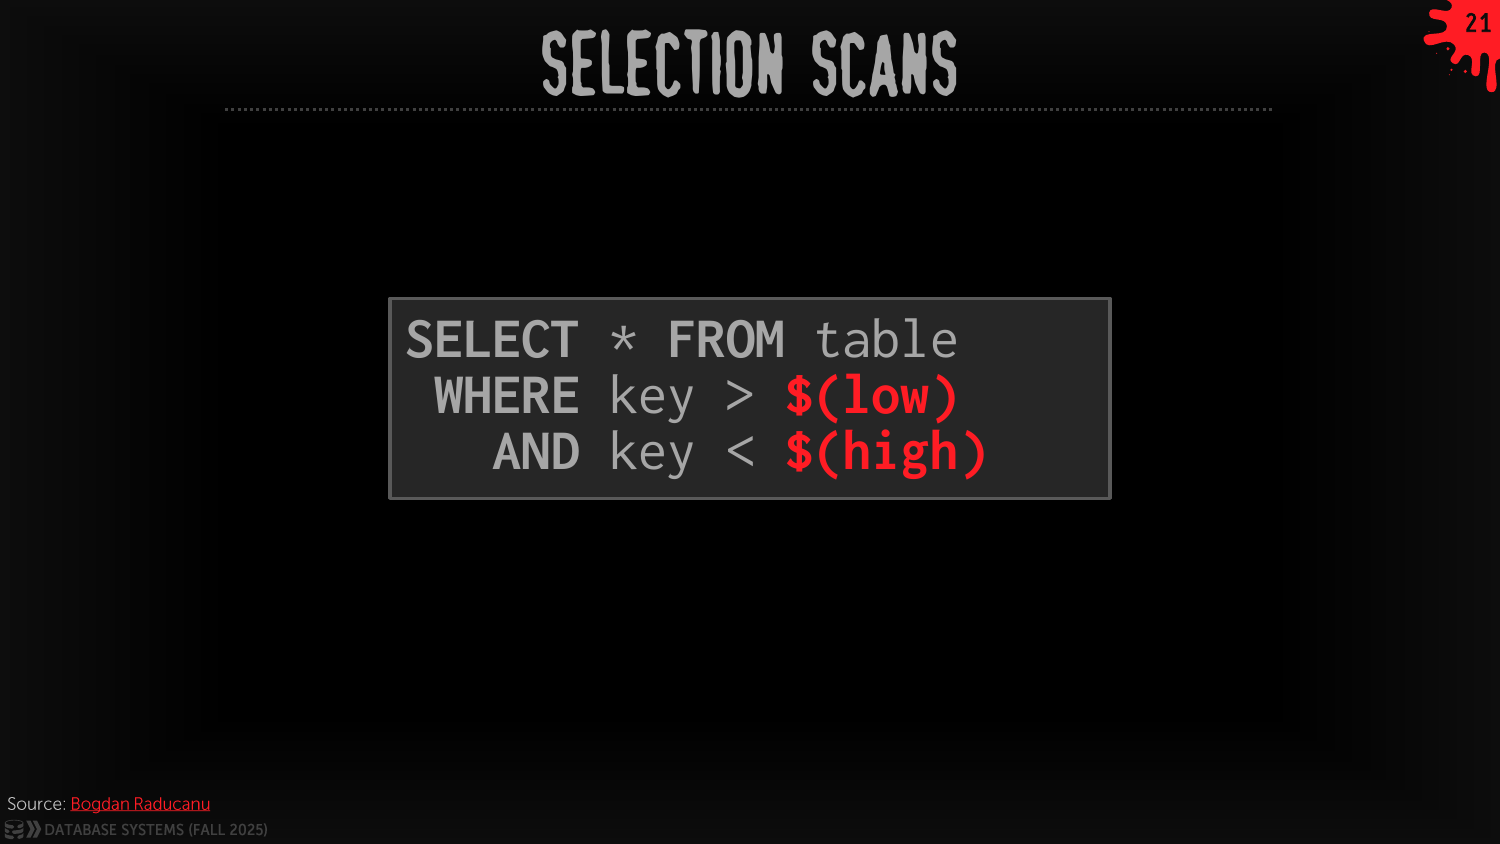 SELECTION SCANS
21
SELECT * FROM table
WHERE key > $(low)
AND key < $(high)
Source: Bogdan Raducanu
DATABASE SYSTEMS (FALL 2025)